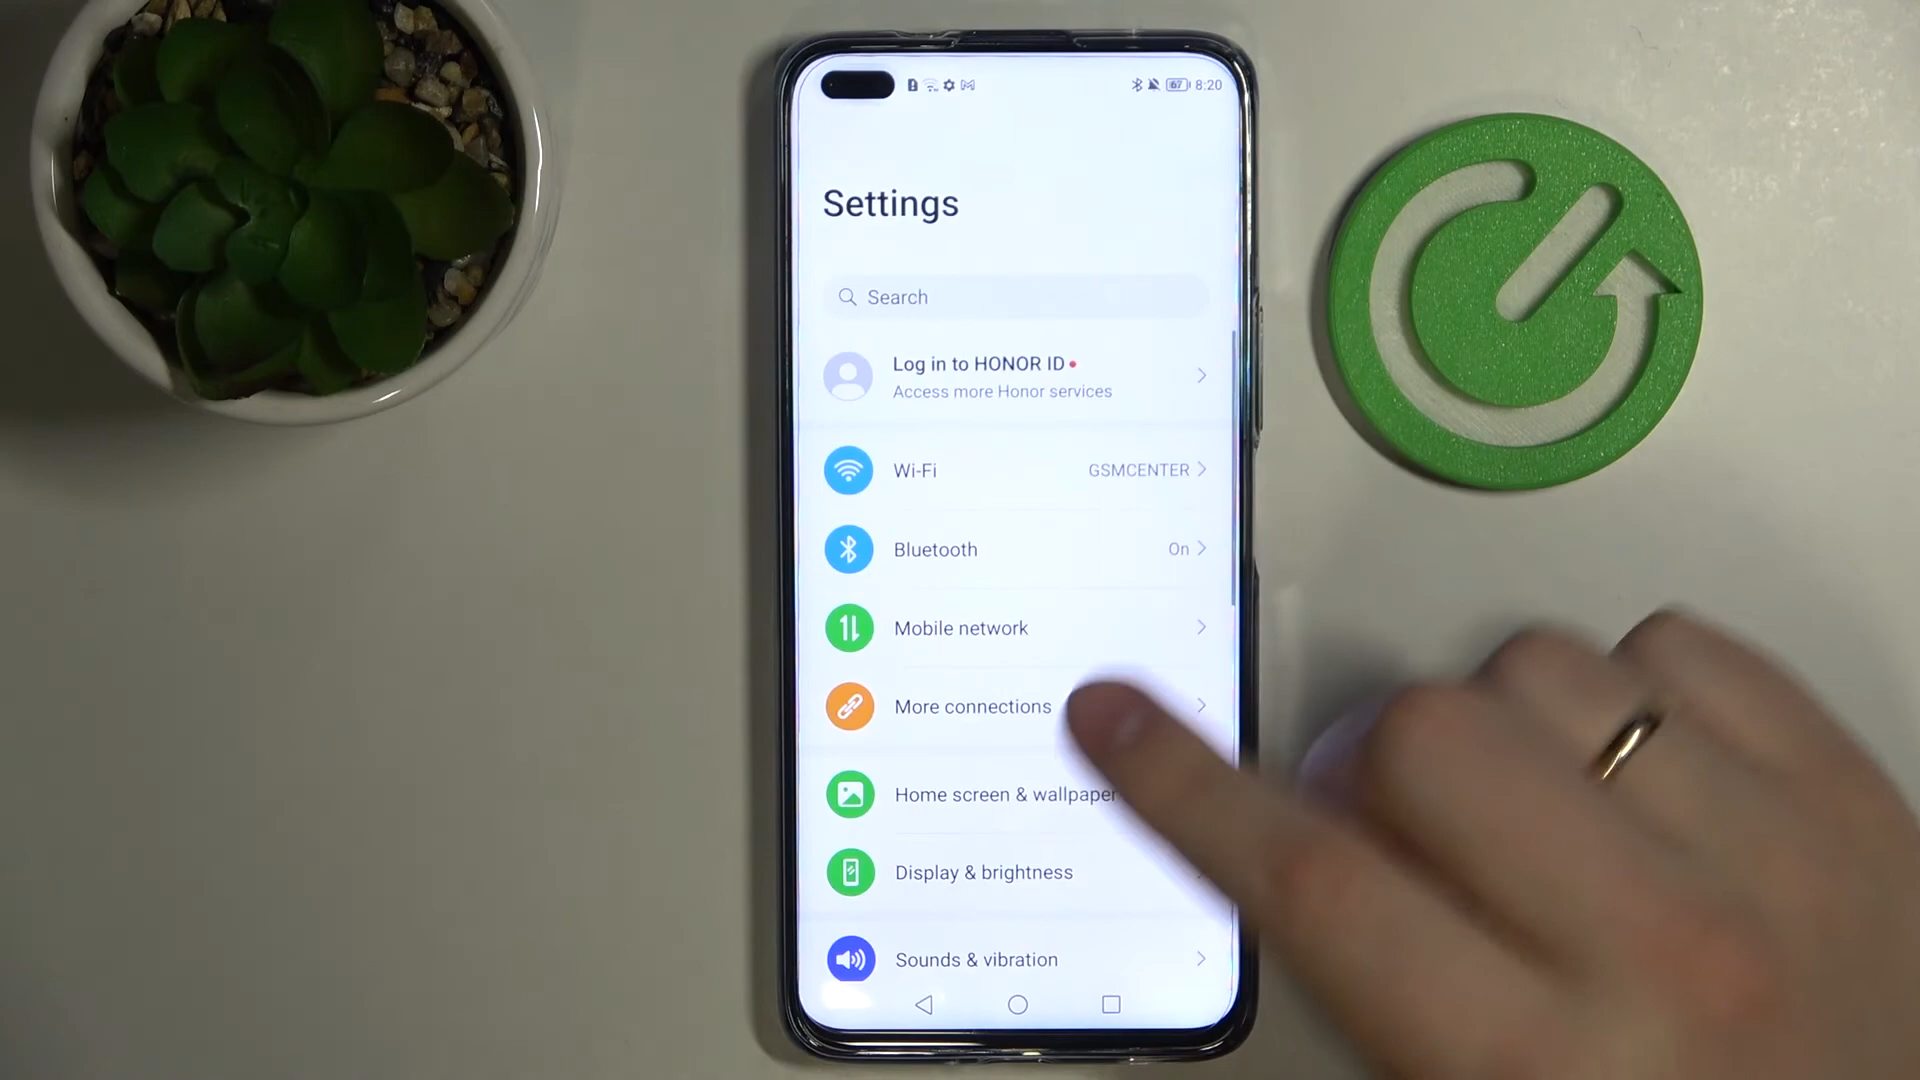 67 8:20
Settings
Search
Log in to HONOR ID
Access more Honor services
Wi-Fi GSMCENTER
Bluetooth On
Mobile network
More connections
Home screen & wallpaper
Display & brightness
Sounds & vibration